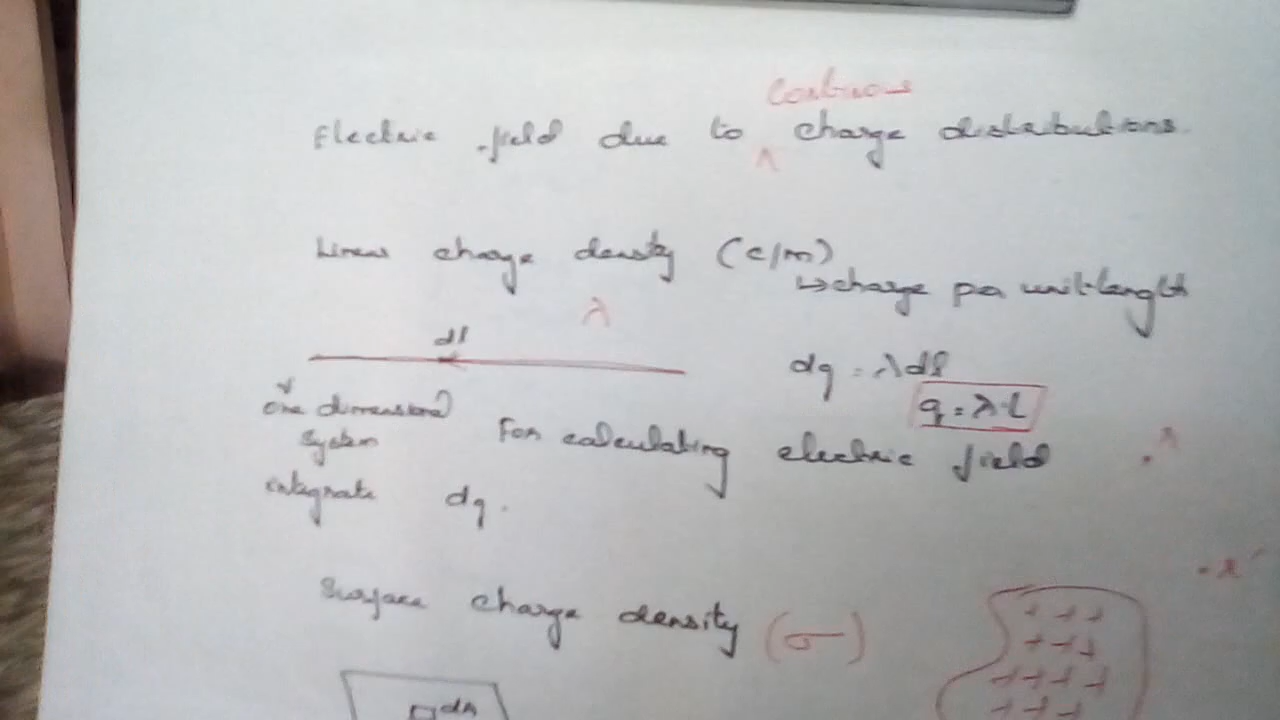 Continuous
Electric field due to ^ charge distributions.
Linear charge density (C/m)
↳ charge per unit length
λ
dl
dq = λdl
q = λ·L
One dimensional
system
For calculating electric field
integrate dq.
Surface charge density (σ)
+ + +
+ + +
+ + + +
+ + +
dA